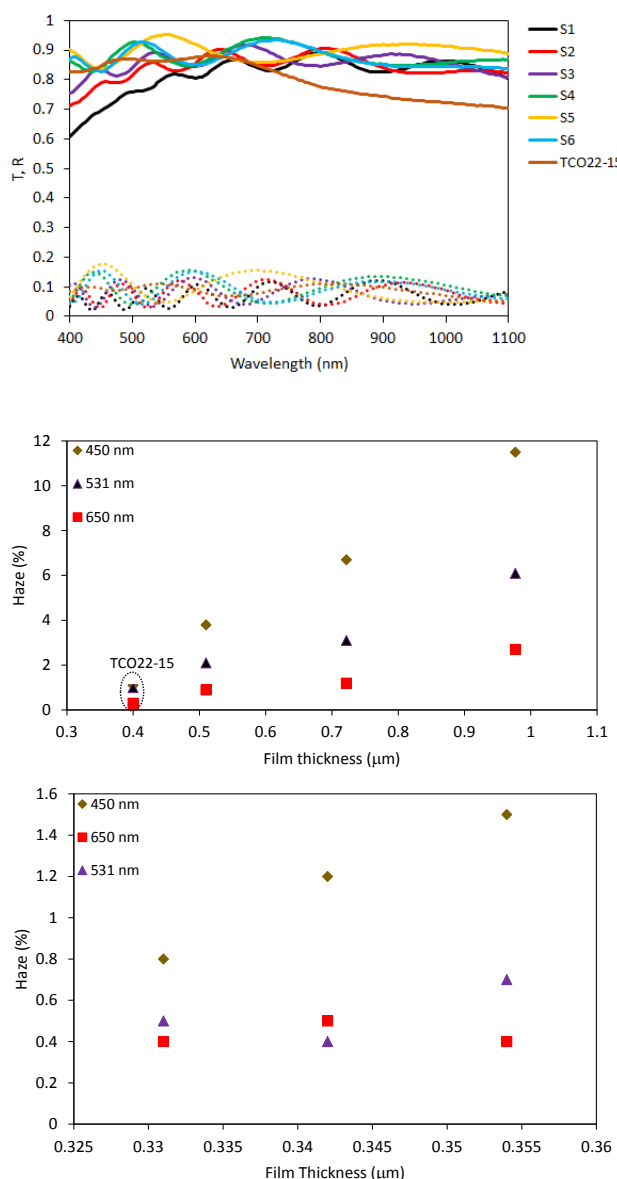 T, R
1
0.9
0.8
0.7
0.6
0.5
0.4
0.3
0.2
0.1
0
400 500 600 700 800 900 1000 1100
Wavelength (nm)
S1
S2
S3
S4
S5
S6
TCO22-15
Haze (%)
12
10
8
6
4
2
0
450 nm
531 nm
650 nm
TCO22-15
0.3 0.4 0.5 0.6 0.7 0.8 0.9 1 1.1
Film thickness (μm)
Haze (%)
1.6
1.4
1.2
1
0.8
0.6
0.4
0.2
0
450 nm
650 nm
531 nm
0.325 0.33 0.335 0.34 0.345 0.35 0.355 0.36
Film Thickness (μm)